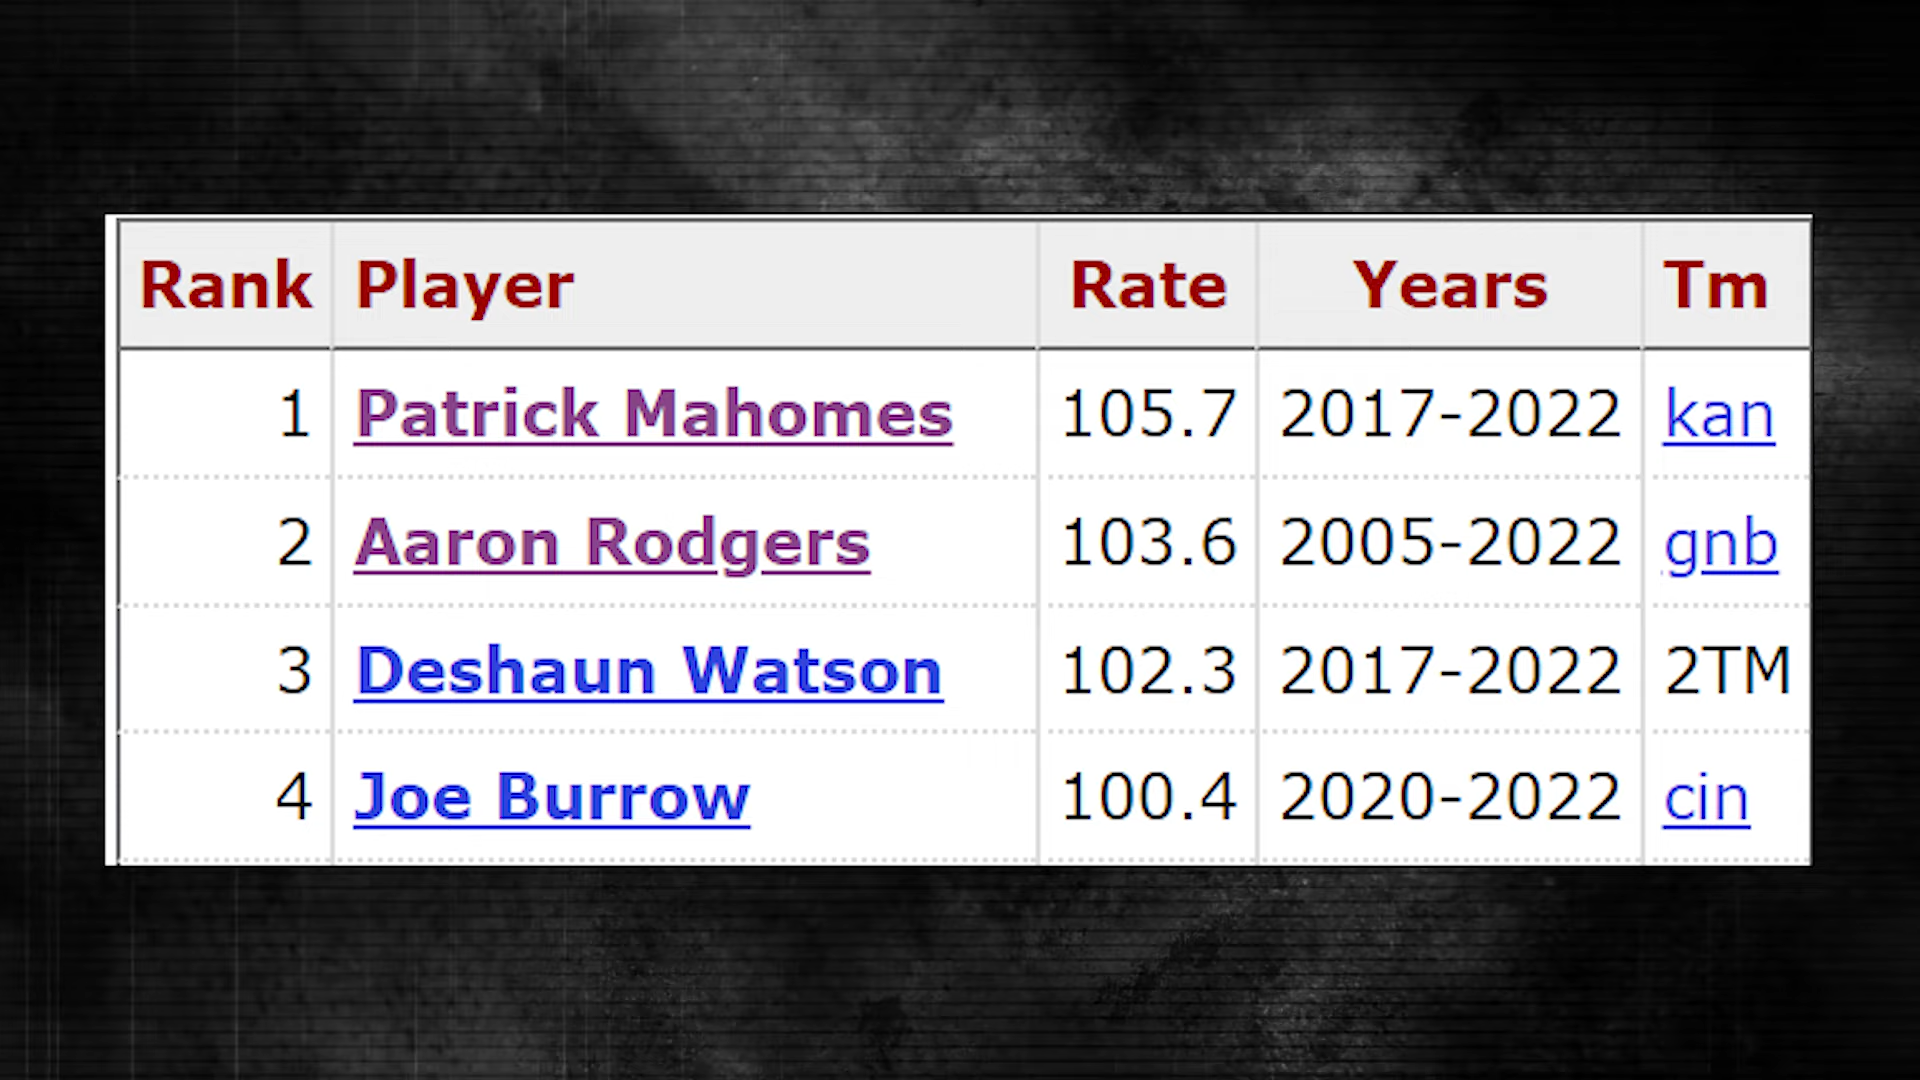 Rank Player Rate Years Tm
1 Patrick Mahomes 105.7 2017-2022 kan
2 Aaron Rodgers 103.6 2005-2022 gnb
3 Deshaun Watson 102.3 2017-2022 2TM
4 Joe Burrow 100.4 2020-2022 cin